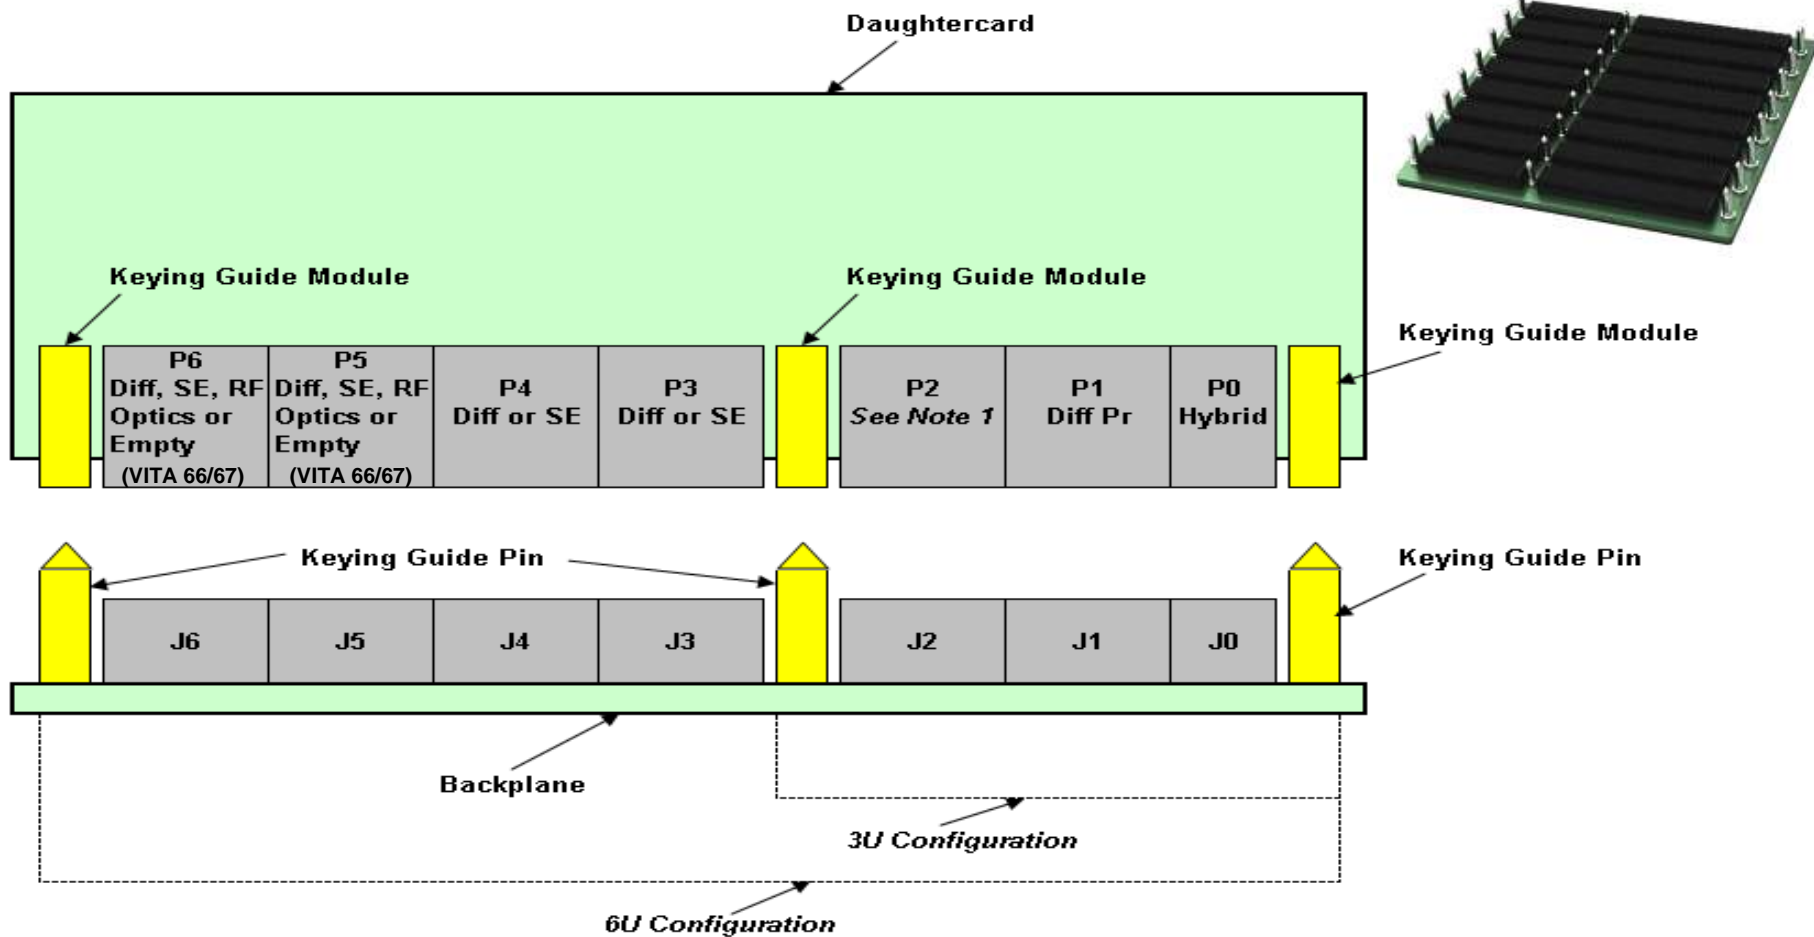 Daughtercard
Keying Guide Module
Keying Guide Module
Keying Guide Module
P6
Diff, SE, RF
Optics or
Empty
(VITA 66/67)
P5
Diff, SE, RF
Optics or
Empty
(VITA 66/67)
P4
Diff or SE
P3
Diff or SE
P2
See Note 1
P1
Diff Pr
P0
Hybrid
Keying Guide Pin
Keying Guide Pin
J6
J5
J4
J3
J2
J1
J0
Backplane
3U Configuration
6U Configuration